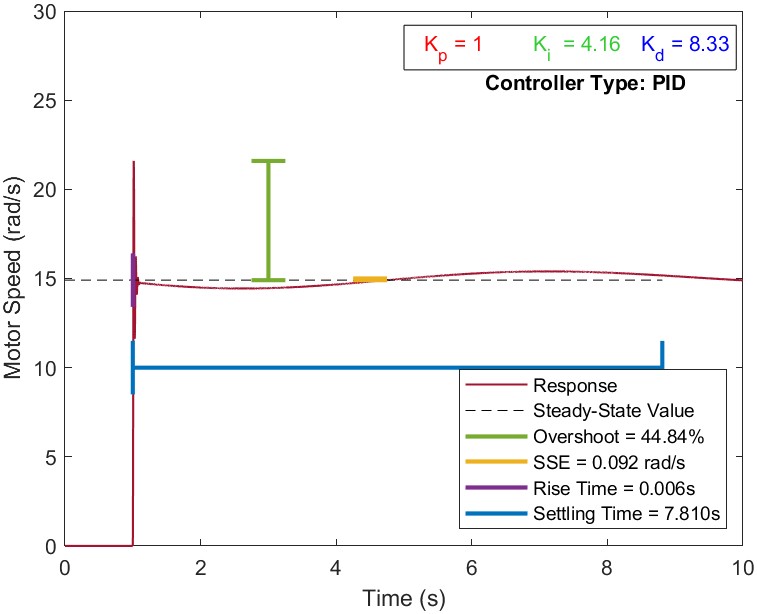 30
25
20
15
10
5
0
Motor Speed (rad/s)
Kp = 1 Ki = 4.16 Kd = 8.33
Controller Type: PID
Response
Steady-State Value
Overshoot = 44.84%
SSE = 0.092 rad/s
Rise Time = 0.006s
Settling Time = 7.810s
0 2 4 6 8 10
Time (s)